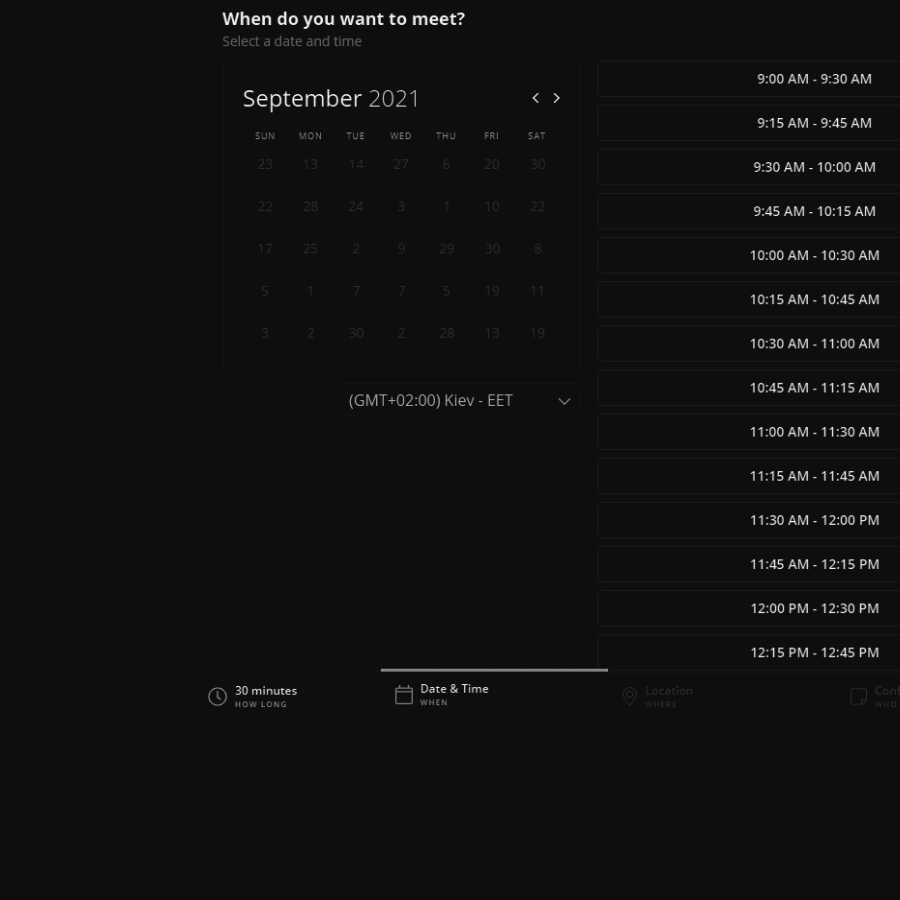 When do you want to meet?
Select a date and time
September 2021
SUN MON TUE WED THU FRI SAT
23 13 14 27 6 20 30
22 28 24 3 1 10 22
17 25 2 9 29 30 8
5 1 7 7 5 19 11
3 2 30 2 28 13 19
(GMT+02:00) Kiev - EET
9:00 AM - 9:30 AM
9:15 AM - 9:45 AM
9:30 AM - 10:00 AM
9:45 AM - 10:15 AM
10:00 AM - 10:30 AM
10:15 AM - 10:45 AM
10:30 AM - 11:00 AM
10:45 AM - 11:15 AM
11:00 AM - 11:30 AM
11:15 AM - 11:45 AM
11:30 AM - 12:00 PM
11:45 AM - 12:15 PM
12:00 PM - 12:30 PM
12:15 PM - 12:45 PM
30 minutes
HOW LONG
Date & Time
WHEN
Location
WHERE
WHO